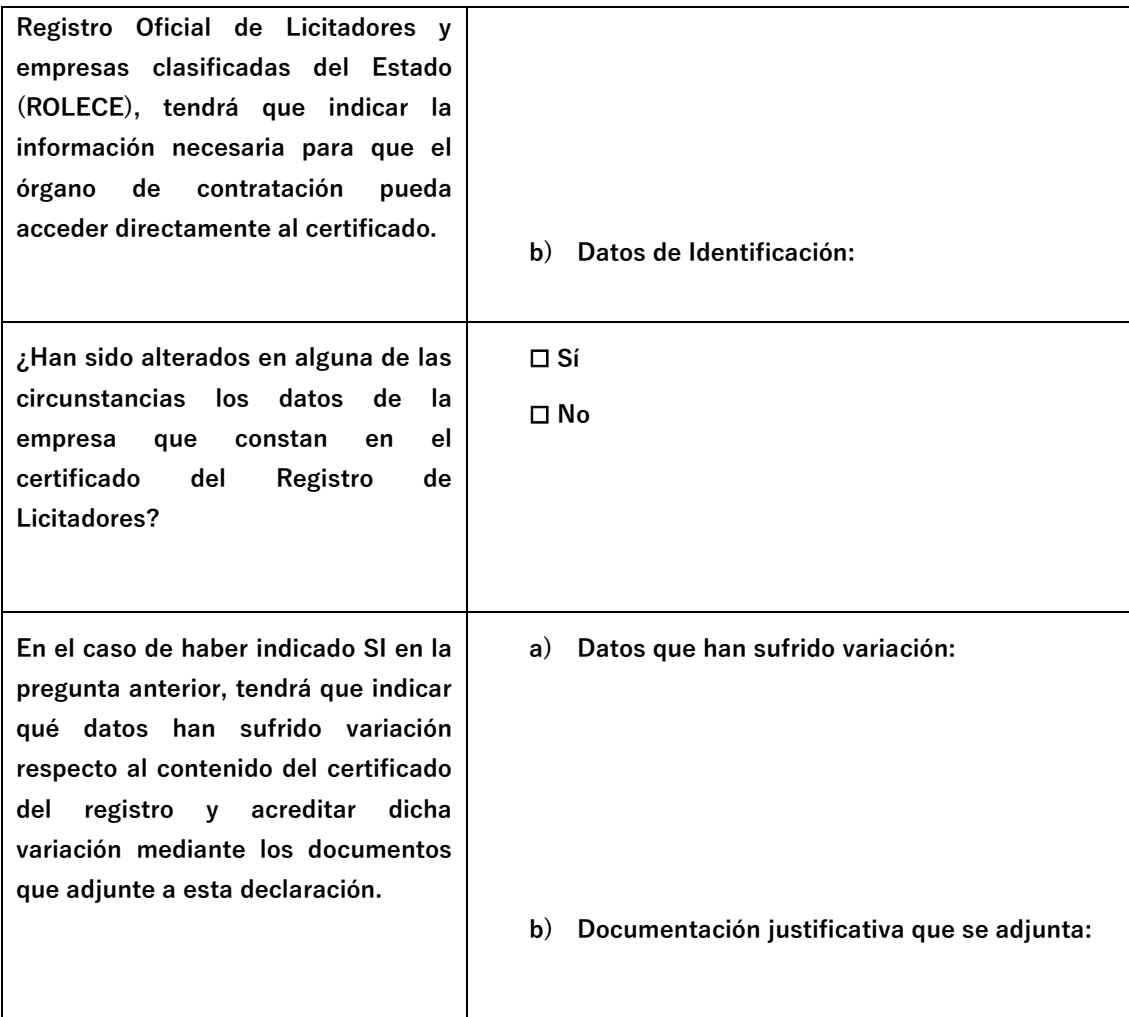 Registro Oficial de Licitadores y
empresas clasificadas del Estado
(ROLECE), tendrá que indicar la
información necesaria para que el
órgano de contratación pueda
acceder directamente al certificado.
b) Datos de Identificación:
¿Han sido alterados en alguna de las
circunstancias los datos de la
empresa que constan en el
certificado del Registro de
Licitadores?
☐ Sí
☐ No
En el caso de haber indicado SI en la
pregunta anterior, tendrá que indicar
qué datos han sufrido variación
respecto al contenido del certificado
del registro y acreditar dicha
variación mediante los documentos
que adjunte a esta declaración.
a) Datos que han sufrido variación:
b) Documentación justificativa que se adjunta: